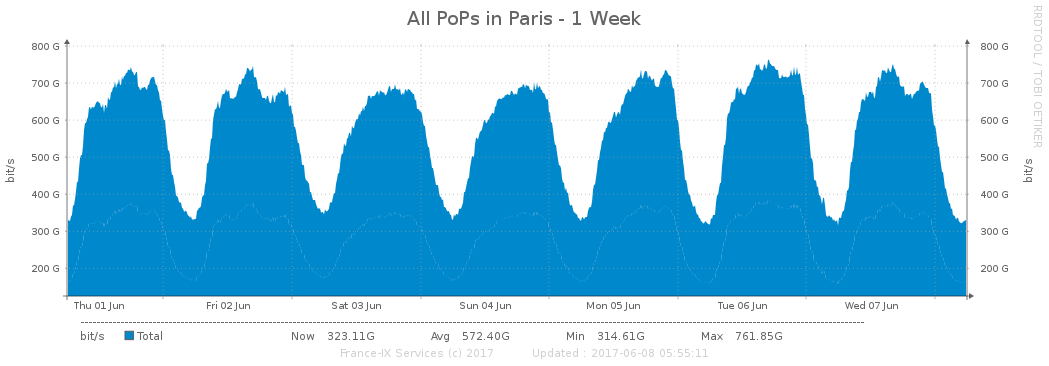 All PoPs in Paris - 1 Week
RRDTOOL / TOBI OETIKER
800 G 800 G
700 G 700 G
600 G 600 G
500 G 500 G
400 G 400 G
300 G 300 G
200 G 200 G
bit/s bit/s
Thu 01 Jun Fri 02 Jun Sat 03 Jun Sun 04 Jun Mon 05 Jun Tue 06 Jun Wed 07 Jun
bit/s Total Now 323.11G Avg 572.40G Min 314.61G Max 761.85G
France-IX Services (c) 2017 Updated : 2017-06-08 05:55:11